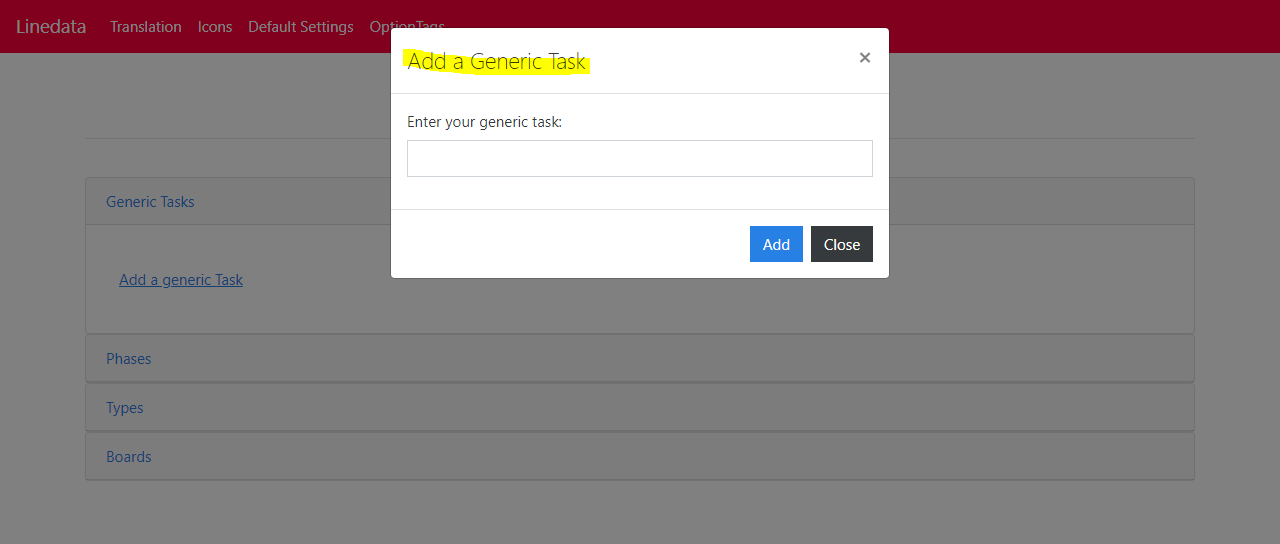 Linedata Translation Icons Default Settings OptionTags
Add a Generic Task ×
Enter your generic task:
Generic Tasks
Add Close
Add a generic Task
Phases
Types
Boards